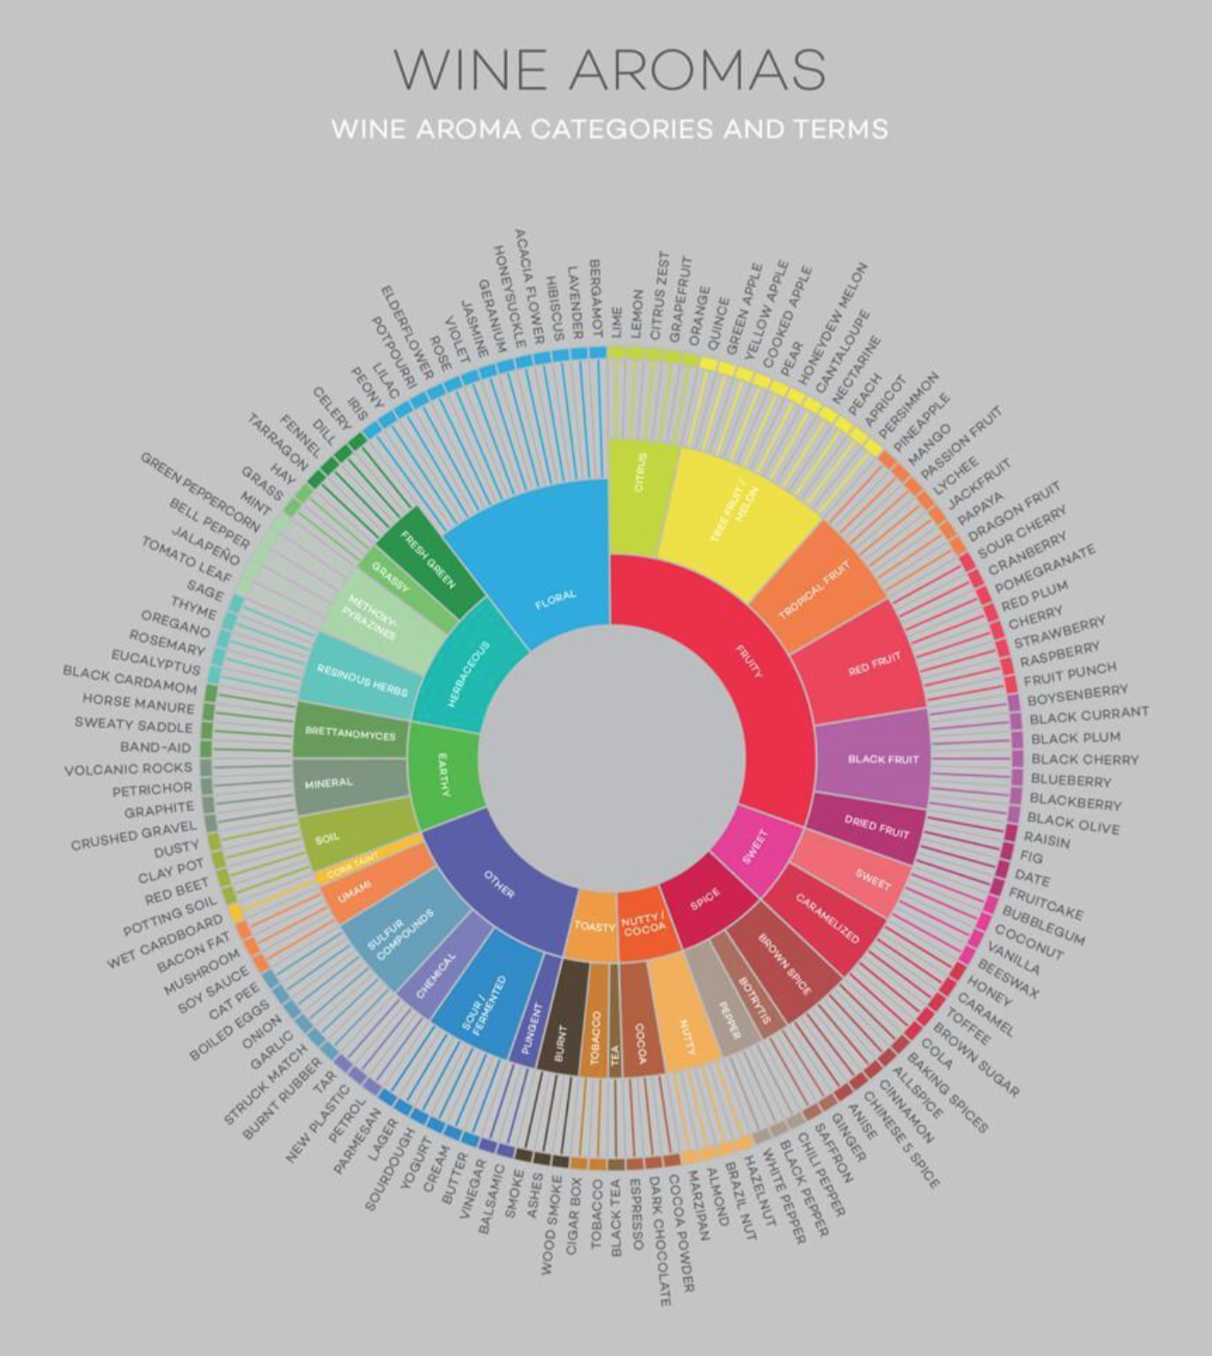 WINE AROMAS
WINE AROMA CATEGORIES AND TERMS
LIME
LEMON
CITRUS ZEST
GRAPEFRUIT
ORANGE
QUINCE
GREEN APPLE
YELLOW APPLE
COOKED APPLE
PEAR
HONEYDEW MELON
CANTALOUPE
NECTARINE
PEACH
APRICOT
PERSIMMON
PINEAPPLE
MANGO
PASSION FRUIT
LYCHEE
JACKFRUIT
PAPAYA
DRAGON FRUIT
SOUR CHERRY
CRANBERRY
POMEGRANATE
RED PLUM
CHERRY
STRAWBERRY
RASPBERRY
FRUIT PUNCH
BOYSENBERRY
BLACK CURRANT
BLACK PLUM
BLACK CHERRY
BLUEBERRY
BLACKBERRY
BLACK OLIVE
RAISIN
FIG
DATE
FRUITCAKE
BUBBLEGUM
COCONUT
VANILLA
BEESWAX
HONEY
CARAMEL
TOFFEE
BROWN SUGAR
COLA
BAKING SPICES
ALLSPICE
CINNAMON
CHINESE 5 SPICE
ANISE
GINGER
SAFFRON
CHILI PEPPER
BLACK PEPPER
WHITE PEPPER
HAZELNUT
BRAZIL NUT
ALMOND
MARZIPAN
COCOA POWDER
DARK CHOCOLATE
ESPRESSO
BLACK TEA
TOBACCO
CIGAR BOX
WOOD SMOKE
ASHES
SMOKE
BALSAMIC
VINEGAR
BUTTER
CREAM
YOGURT
SOURDOUGH
LAGER
PARMESAN
PETROL
NEW PLASTIC
TAR
BURNT RUBBER
STRUCK MATCH
GARLIC
ONION
BOILED EGGS
CAT PEE
SOY SAUCE
MUSHROOM
BACON FAT
WET CARDBOARD
POTTING SOIL
RED BEET
CLAY POT
DUSTY
CRUSHED GRAVEL
GRAPHITE
PETRICHOR
VOLCANIC ROCKS
BAND-AID
SWEATY SADDLE
HORSE MANURE
BLACK CARDAMOM
EUCALYPTUS
ROSEMARY
OREGANO
THYME
SAGE
TOMATO LEAF
JALAPEÑO
BELL PEPPER
GREEN PEPPERCORN
MINT
GRASS
HAY
TARRAGON
FENNEL
DILL
CELERY
IRIS
PEONY
LILAC
POTPOURRI
ELDERFLOWER
ROSE
VIOLET
JASMINE
GERANIUM
HONEYSUCKLE
ACACIA FLOWER
HIBISCUS
LAVENDER
BERGAMOT
CITRUS
TREE FRUIT /
MELON
TROPICAL FRUIT
RED FRUIT
BLACK FRUIT
DRIED FRUIT
SWEET
CARAMELIZED
BROWN SPICE
BOTRYTIS
PEPPER
NUTTY
COCOA
TEA
TOBACCO
BURNT
PUNGENT
SOUR /
FERMENTED
CHEMICAL
SULFUR
COMPOUNDS
UMAMI
CORK TAINT
SOIL
MINERAL
BRETTANOMYCES
RESINOUS HERBS
METHOXY-
PYRAZINES
GRASSY
FRESH GREEN
FLORAL
FRUITY
SWEET
SPICE
NUTTY /
COCOA
TOASTY
OTHER
EARTHY
HERBACEOUS